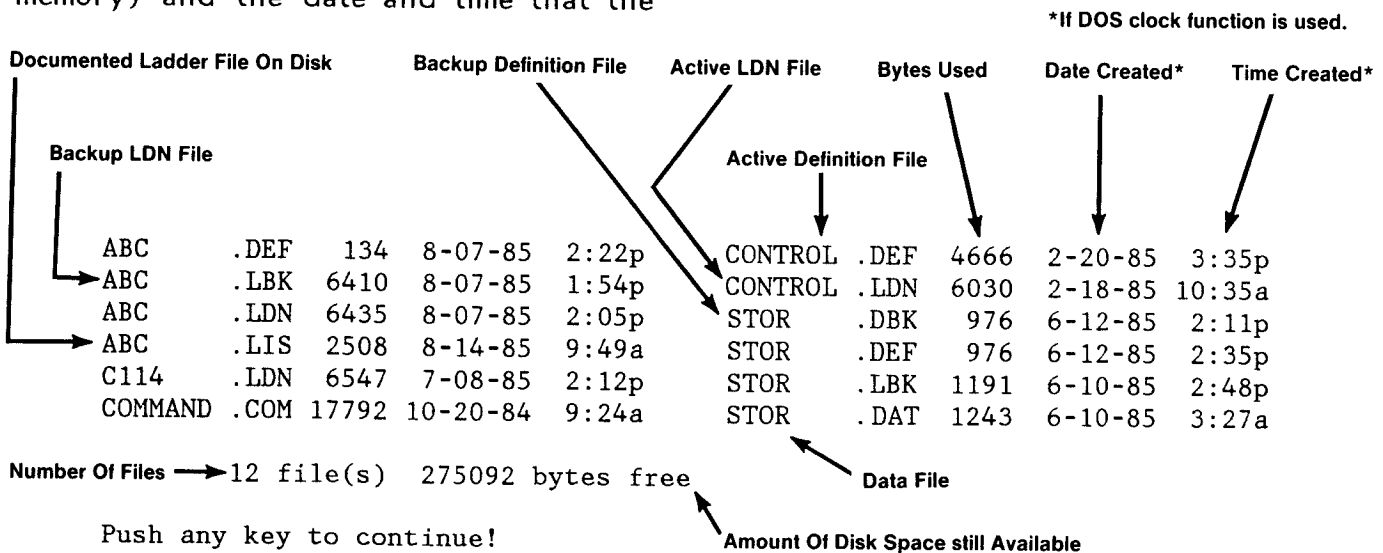 memory) and the date and time that the
*If DOS clock function is used.
Documented Ladder File On Disk Backup Definition File Active LDN File Bytes Used Date Created* Time Created*
Backup LDN File Active Definition File
ABC .DEF 134 8-07-85 2:22p CONTROL .DEF 4666 2-20-85 3:35p
ABC .LBK 6410 8-07-85 1:54p CONTROL .LDN 6030 2-18-85 10:35a
ABC .LDN 6435 8-07-85 2:05p STOR .DBK 976 6-12-85 2:11p
ABC .LIS 2508 8-14-85 9:49a STOR .DEF 976 6-12-85 2:35p
C114 .LDN 6547 7-08-85 2:12p STOR .LBK 1191 6-10-85 2:48p
COMMAND .COM 17792 10-20-84 9:24a STOR .DAT 1243 6-10-85 3:27a
Number Of Files 12 file(s) 275092 bytes free Data File
Push any key to continue! Amount Of Disk Space still Available